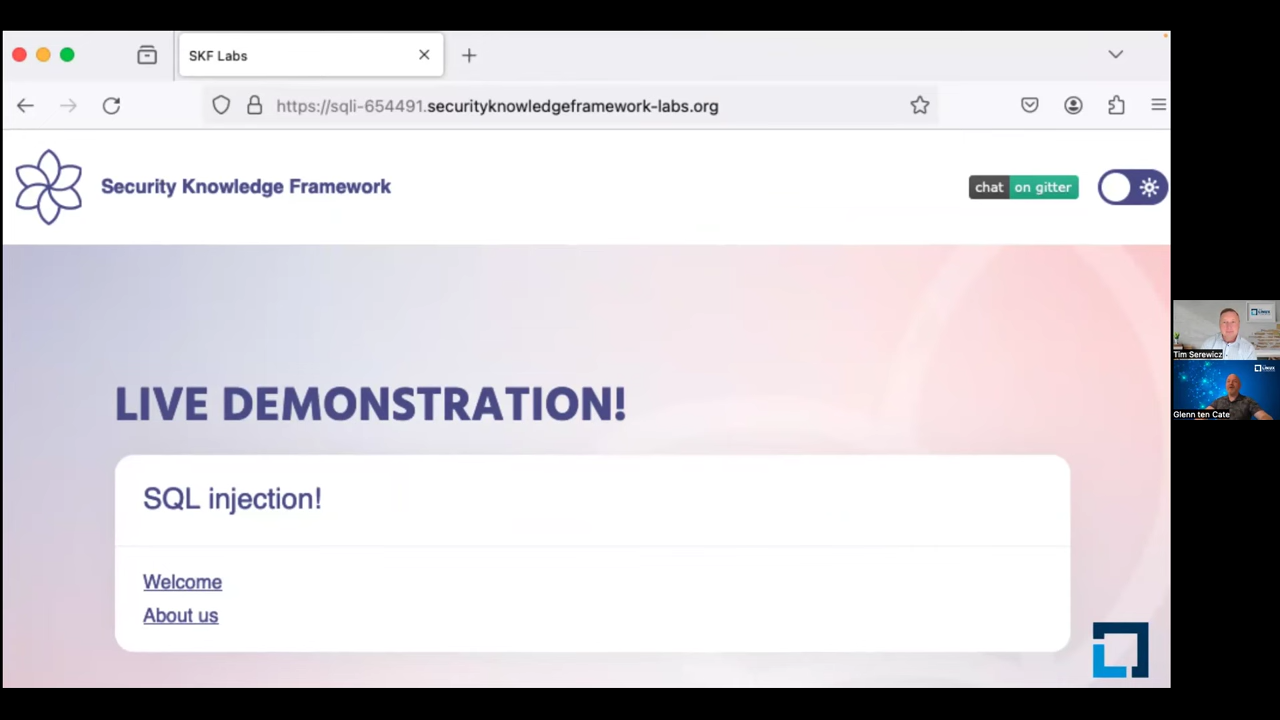 SKF Labs
https://sqli-654491.securityknowledgeframework-labs.org
Security Knowledge Framework
chat on gitter
LIVE DEMONSTRATION!
SQL injection!
Welcome
About us
Tim Serewicz
Glenn ten Cate